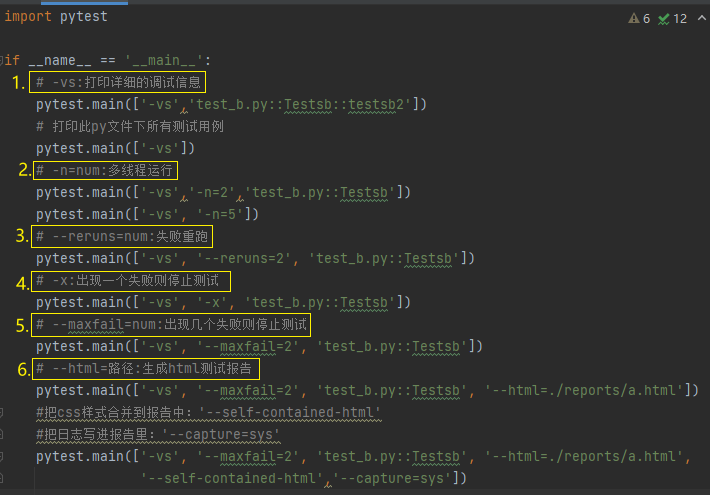 import pytest
6 12
if __name__ == '__main__':
1. # -vs:打印详细的调试信息
pytest.main(['-vs','test_b.py::Testsb::testsb2'])
# 打印此py文件下所有测试用例
pytest.main(['-vs'])
2. # -n=num:多线程运行
pytest.main(['-vs','-n=2','test_b.py::Testsb'])
pytest.main(['-vs', '-n=5'])
3. # --reruns=num:失败重跑
pytest.main(['-vs', '--reruns=2', 'test_b.py::Testsb'])
4. # -x:出现一个失败则停止测试
pytest.main(['-vs', '-x', 'test_b.py::Testsb'])
5. # --maxfail=num:出现几个失败则停止测试
pytest.main(['-vs', '--maxfail=2', 'test_b.py::Testsb'])
6. # --html=路径:生成html测试报告
pytest.main(['-vs', '--maxfail=2', 'test_b.py::Testsb', '--html=./reports/a.html'])
#把css样式合并到报告中：'--self-contained-html'
#把日志写进报告里：'--capture=sys'
pytest.main(['-vs', '--maxfail=2', 'test_b.py::Testsb', '--html=./reports/a.html',
'--self-contained-html','--capture=sys'])